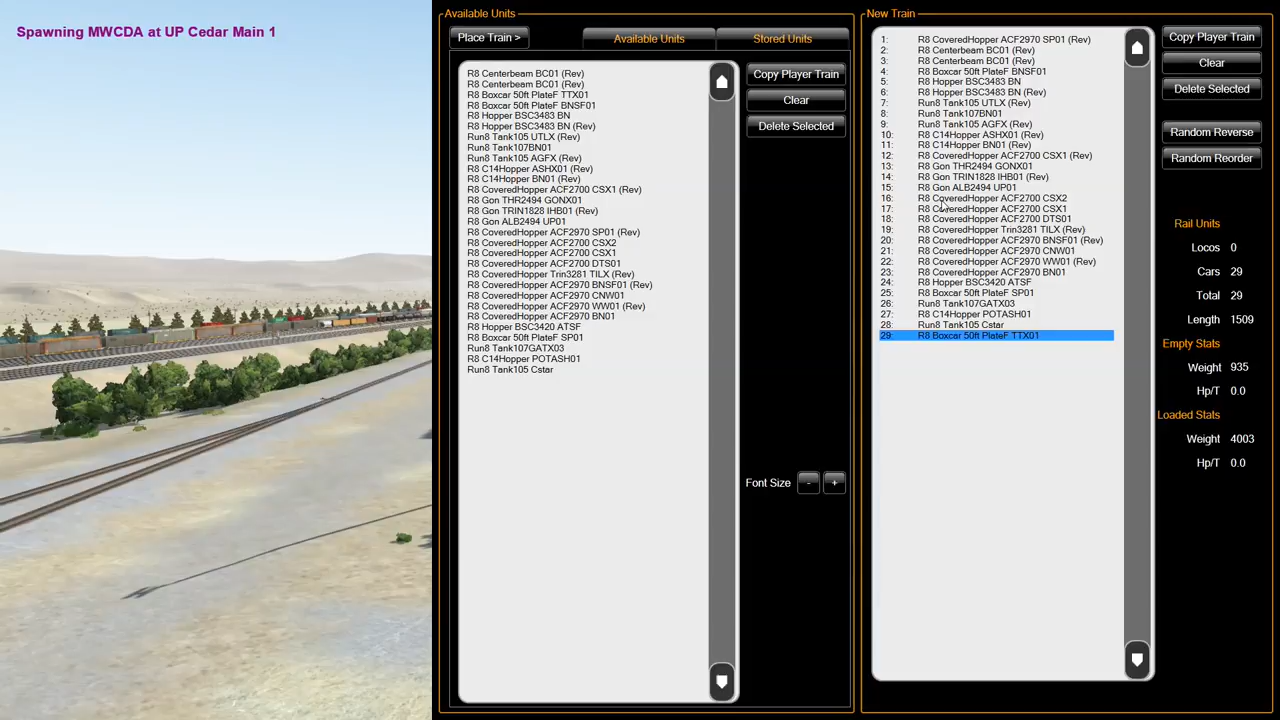 Spawning MWCDA at UP Cedar Main 1
Available Units
Place Train >
Available Units
Stored Units
R8 Centerbeam BC01 (Rev)
R8 Centerbeam BC01 (Rev)
R8 Boxcar 50ft PlateF TTX01
R8 Boxcar 50ft PlateF BNSF01
R8 Hopper BSC3483 BN
R8 Hopper BSC3483 BN (Rev)
Run8 Tank105 UTLX (Rev)
Run8 Tank107BN01
Run8 Tank105 AGFX (Rev)
R8 C14Hopper ASHX01 (Rev)
R8 C14Hopper BN01 (Rev)
R8 CoveredHopper ACF2700 CSX1 (Rev)
R8 Gon THR2494 GONX01
R8 Gon TRIN1828 IHB01 (Rev)
R8 Gon ALB2494 UP01
R8 CoveredHopper ACF2970 SP01 (Rev)
R8 CoveredHopper ACF2700 CSX2
R8 CoveredHopper ACF2700 CSX1
R8 CoveredHopper ACF2700 DTS01
R8 CoveredHopper Trin3281 TILX (Rev)
R8 CoveredHopper ACF2970 BNSF01 (Rev)
R8 CoveredHopper ACF2970 CNW01
R8 CoveredHopper ACF2970 WW01 (Rev)
R8 CoveredHopper ACF2970 BN01
R8 Hopper BSC3420 ATSF
R8 Boxcar 50ft PlateF SP01
Run8 Tank107GATX03
R8 C14Hopper POTASH01
Run8 Tank105 Cstar
Copy Player Train
Clear
Delete Selected
Font Size - +
New Train
1: R8 CoveredHopper ACF2970 SP01 (Rev)
2: R8 Centerbeam BC01 (Rev)
3: R8 Centerbeam BC01 (Rev)
4: R8 Boxcar 50ft PlateF BNSF01
5: R8 Hopper BSC3483 BN
6: R8 Hopper BSC3483 BN (Rev)
7: Run8 Tank105 UTLX (Rev)
8: Run8 Tank107BN01
9: Run8 Tank105 AGFX (Rev)
10: R8 C14Hopper ASHX01 (Rev)
11: R8 C14Hopper BN01 (Rev)
12: R8 CoveredHopper ACF2700 CSX1 (Rev)
13: R8 Gon THR2494 GONX01
14: R8 Gon TRIN1828 IHB01 (Rev)
15: R8 Gon ALB2494 UP01
16: R8 CoveredHopper ACF2700 CSX2
17: R8 CoveredHopper ACF2700 CSX1
18: R8 CoveredHopper ACF2700 DTS01
19: R8 CoveredHopper Trin3281 TILX (Rev)
20: R8 CoveredHopper ACF2970 BNSF01 (Rev)
21: R8 CoveredHopper ACF2970 CNW01
22: R8 CoveredHopper ACF2970 WW01 (Rev)
23: R8 CoveredHopper ACF2970 BN01
24: R8 Hopper BSC3420 ATSF
25: R8 Boxcar 50ft PlateF SP01
26: Run8 Tank107GATX03
27: R8 C14Hopper POTASH01
28: Run8 Tank105 Cstar
29: R8 Boxcar 50ft PlateF TTX01
Copy Player Train
Clear
Delete Selected
Random Reverse
Random Reorder
Rail Units
Locos 0
Cars 29
Total 29
Length 1509
Empty Stats
Weight 935
Hp/T 0.0
Loaded Stats
Weight 4003
Hp/T 0.0